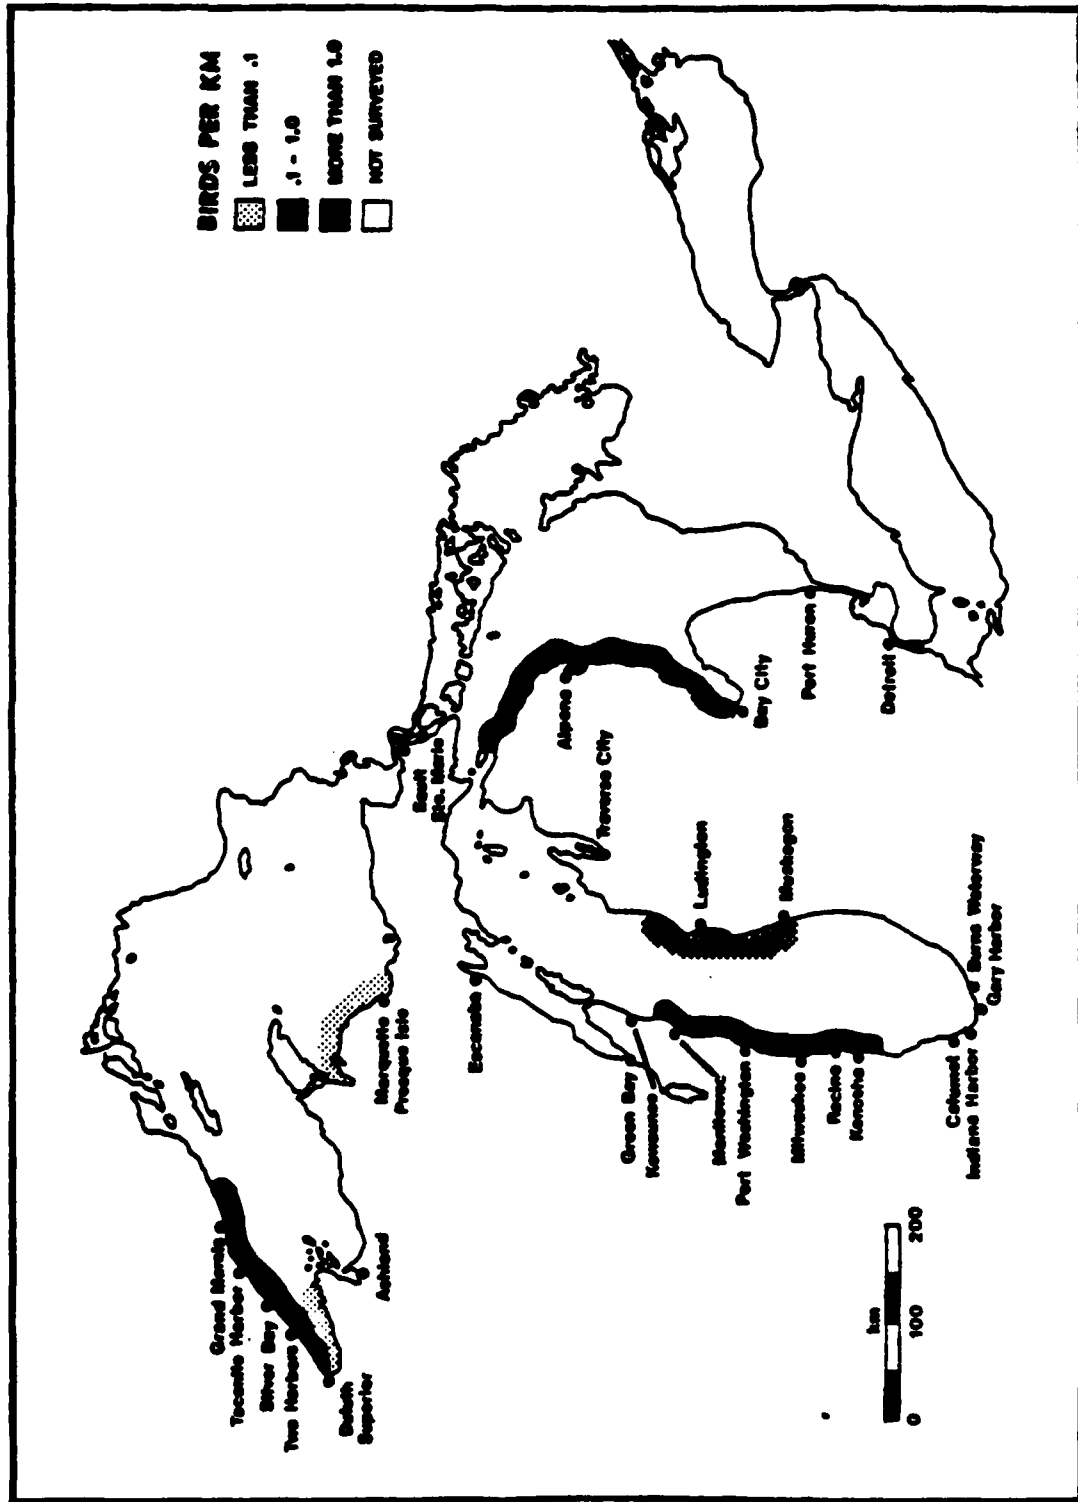 BIRDS PER KM
LESS THAN .1
.1 - 1.0
MORE THAN 1.0
NOT SURVEYED
Grand Marais
Taconite Harbor
Silver Bay
Two Harbors
Duluth
Superior
Ashland
Marquette
Presque Isle
Sault
Ste. Marie
Escanaba
Alpena
Traverse City
Bay City
Port Huron
Detroit
Ludington
Muskegon
Green Bay
Kewaunee
Manitowoc
Port Washington
Milwaukee
Racine
Kenosha
Calumet
Indiana Harbor
Burns Waterway
Gary Harbor
km
0 100 200